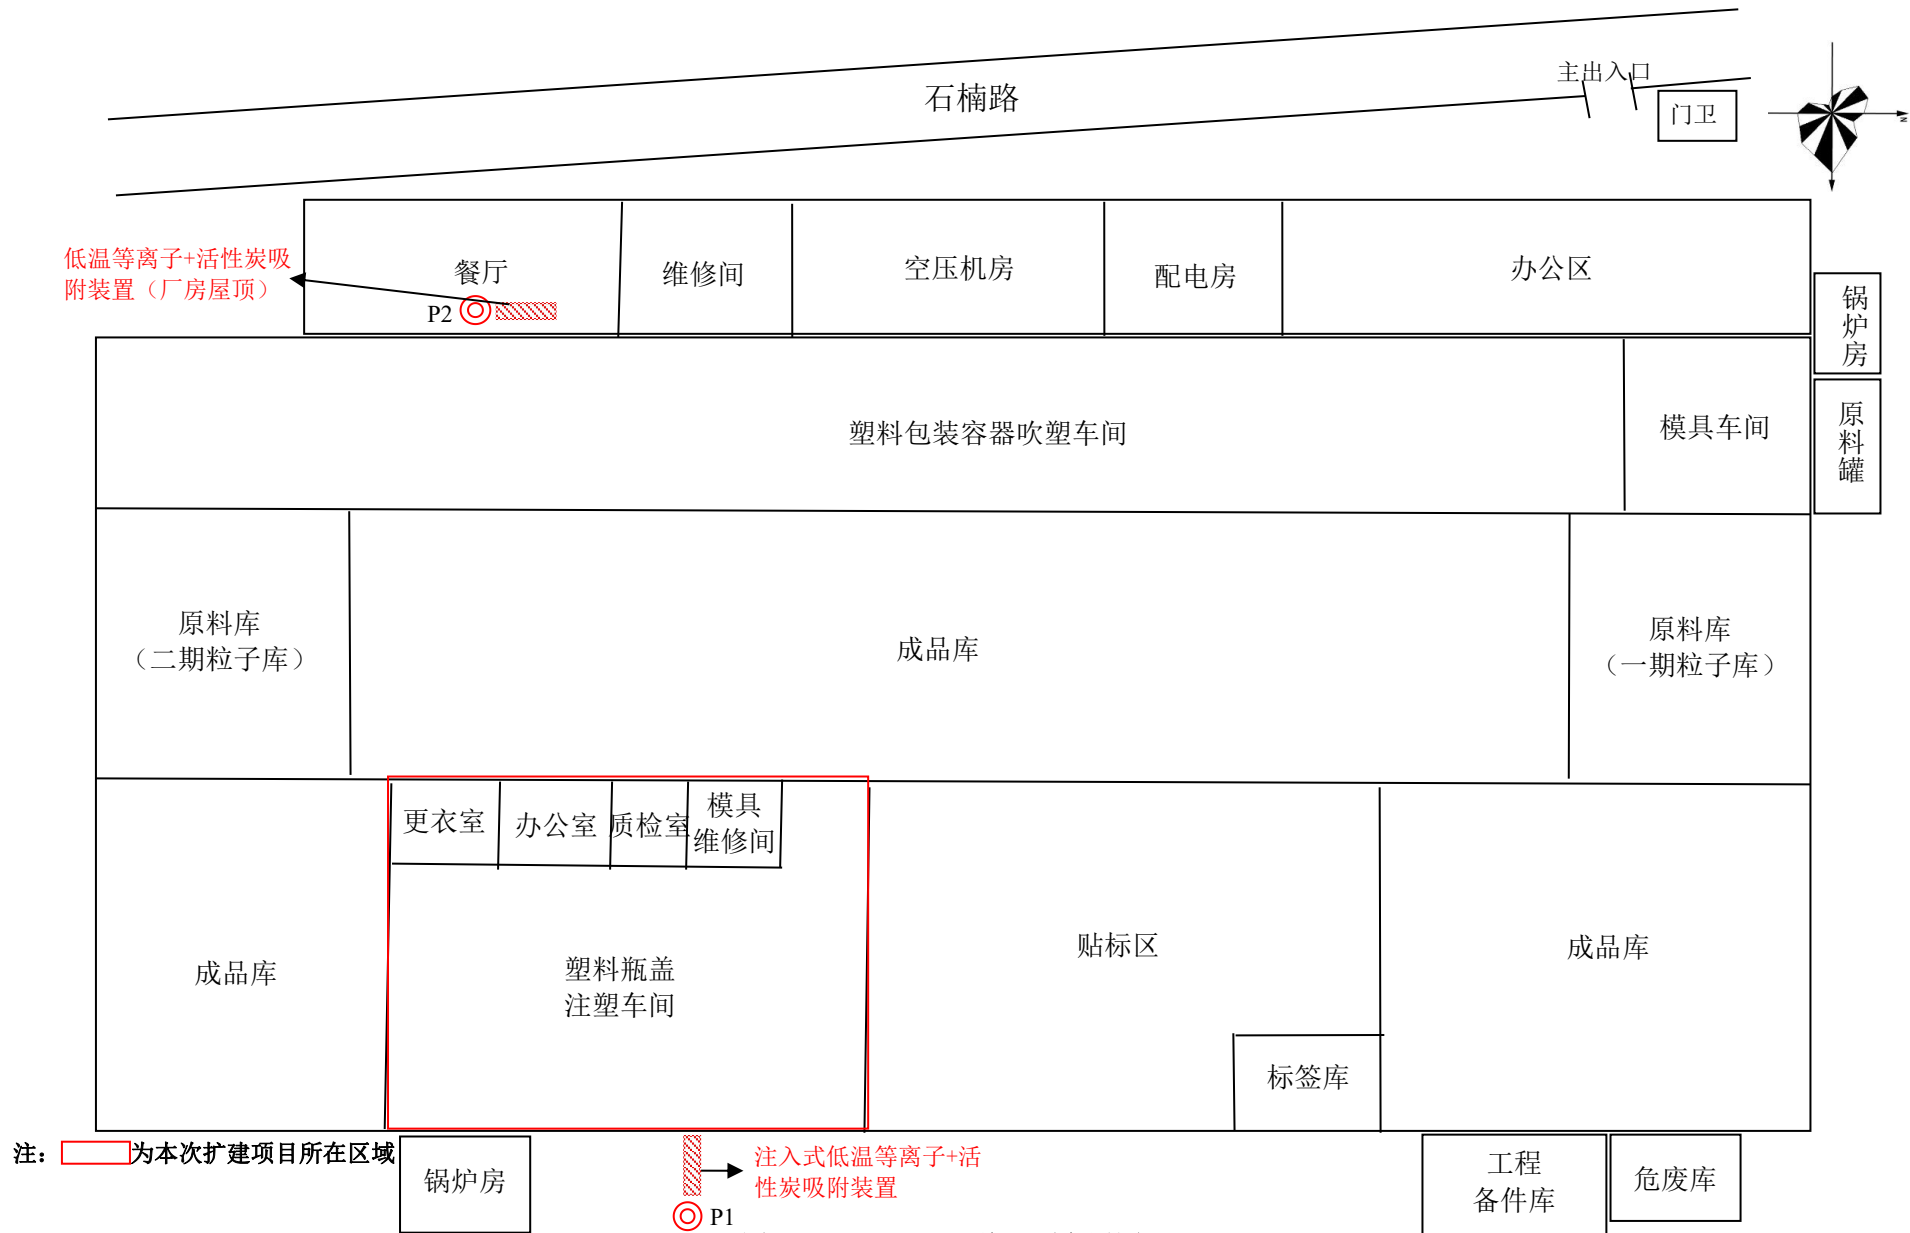 主出入口
石楠路
门卫
N
低温等离子+活性炭吸
附装置（厂房屋顶）
餐厅
P2
维修间
空压机房
配电房
办公区
锅炉房
塑料包装容器吹塑车间
模具车间
原料罐
原料库
（二期粒子库）
成品库
原料库
（一期粒子库）
更衣室
办公室
质检室
模具
维修间
成品库
塑料瓶盖
注塑车间
贴标区
标签库
成品库
注：为本次扩建项目所在区域
锅炉房
注入式低温等离子+活
性炭吸附装置
P1
工程
备件库
危废库